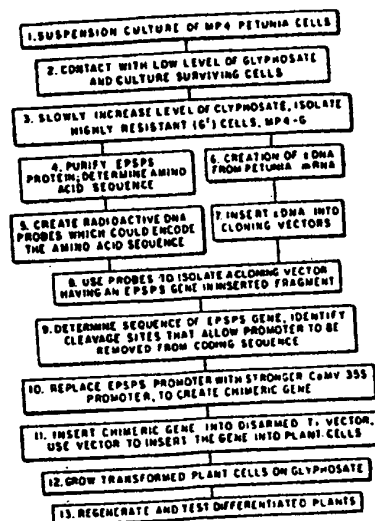 1. SUSPENSION CULTURE OF MP4 PETUNIA CELLS
2. CONTACT WITH LOW LEVEL OF GLYPHOSATE
AND CULTURE SURVIVING CELLS
3. SLOWLY INCREASE LEVEL OF GLYPHOSATE, ISOLATE
HIGHLY RESISTANT (Gʳ) CELLS, MP4-G
4. PURIFY EPSPS
PROTEIN; DETERMINE AMINO
ACID SEQUENCE
5. CREATE RADIOACTIVE DNA
PROBES WHICH COULD ENCODE
THE AMINO ACID SEQUENCE
6. CREATION OF cDNA
FROM PETUNIA mRNA
7. INSERT cDNA INTO
CLONING VECTORS
8. USE PROBES TO ISOLATE A CLONING VECTOR
HAVING AN EPSPS GENE IN INSERTED FRAGMENT
9. DETERMINE SEQUENCE OF EPSPS GENE, IDENTIFY
CLEAVAGE SITES THAT ALLOW PROMOTER TO BE
REMOVED FROM CODING SEQUENCE
10. REPLACE EPSPS PROMOTER WITH STRONGER CaMV 35S
PROMOTER, TO CREATE CHIMERIC GENE
11. INSERT CHIMERIC GENE INTO DISARMED Ti VECTOR,
USE VECTOR TO INSERT THE GENE INTO PLANT CELLS
12. GROW TRANSFORMED PLANT CELLS ON GLYPHOSATE
13. REGENERATE AND TEST DIFFERENTIATED PLANTS